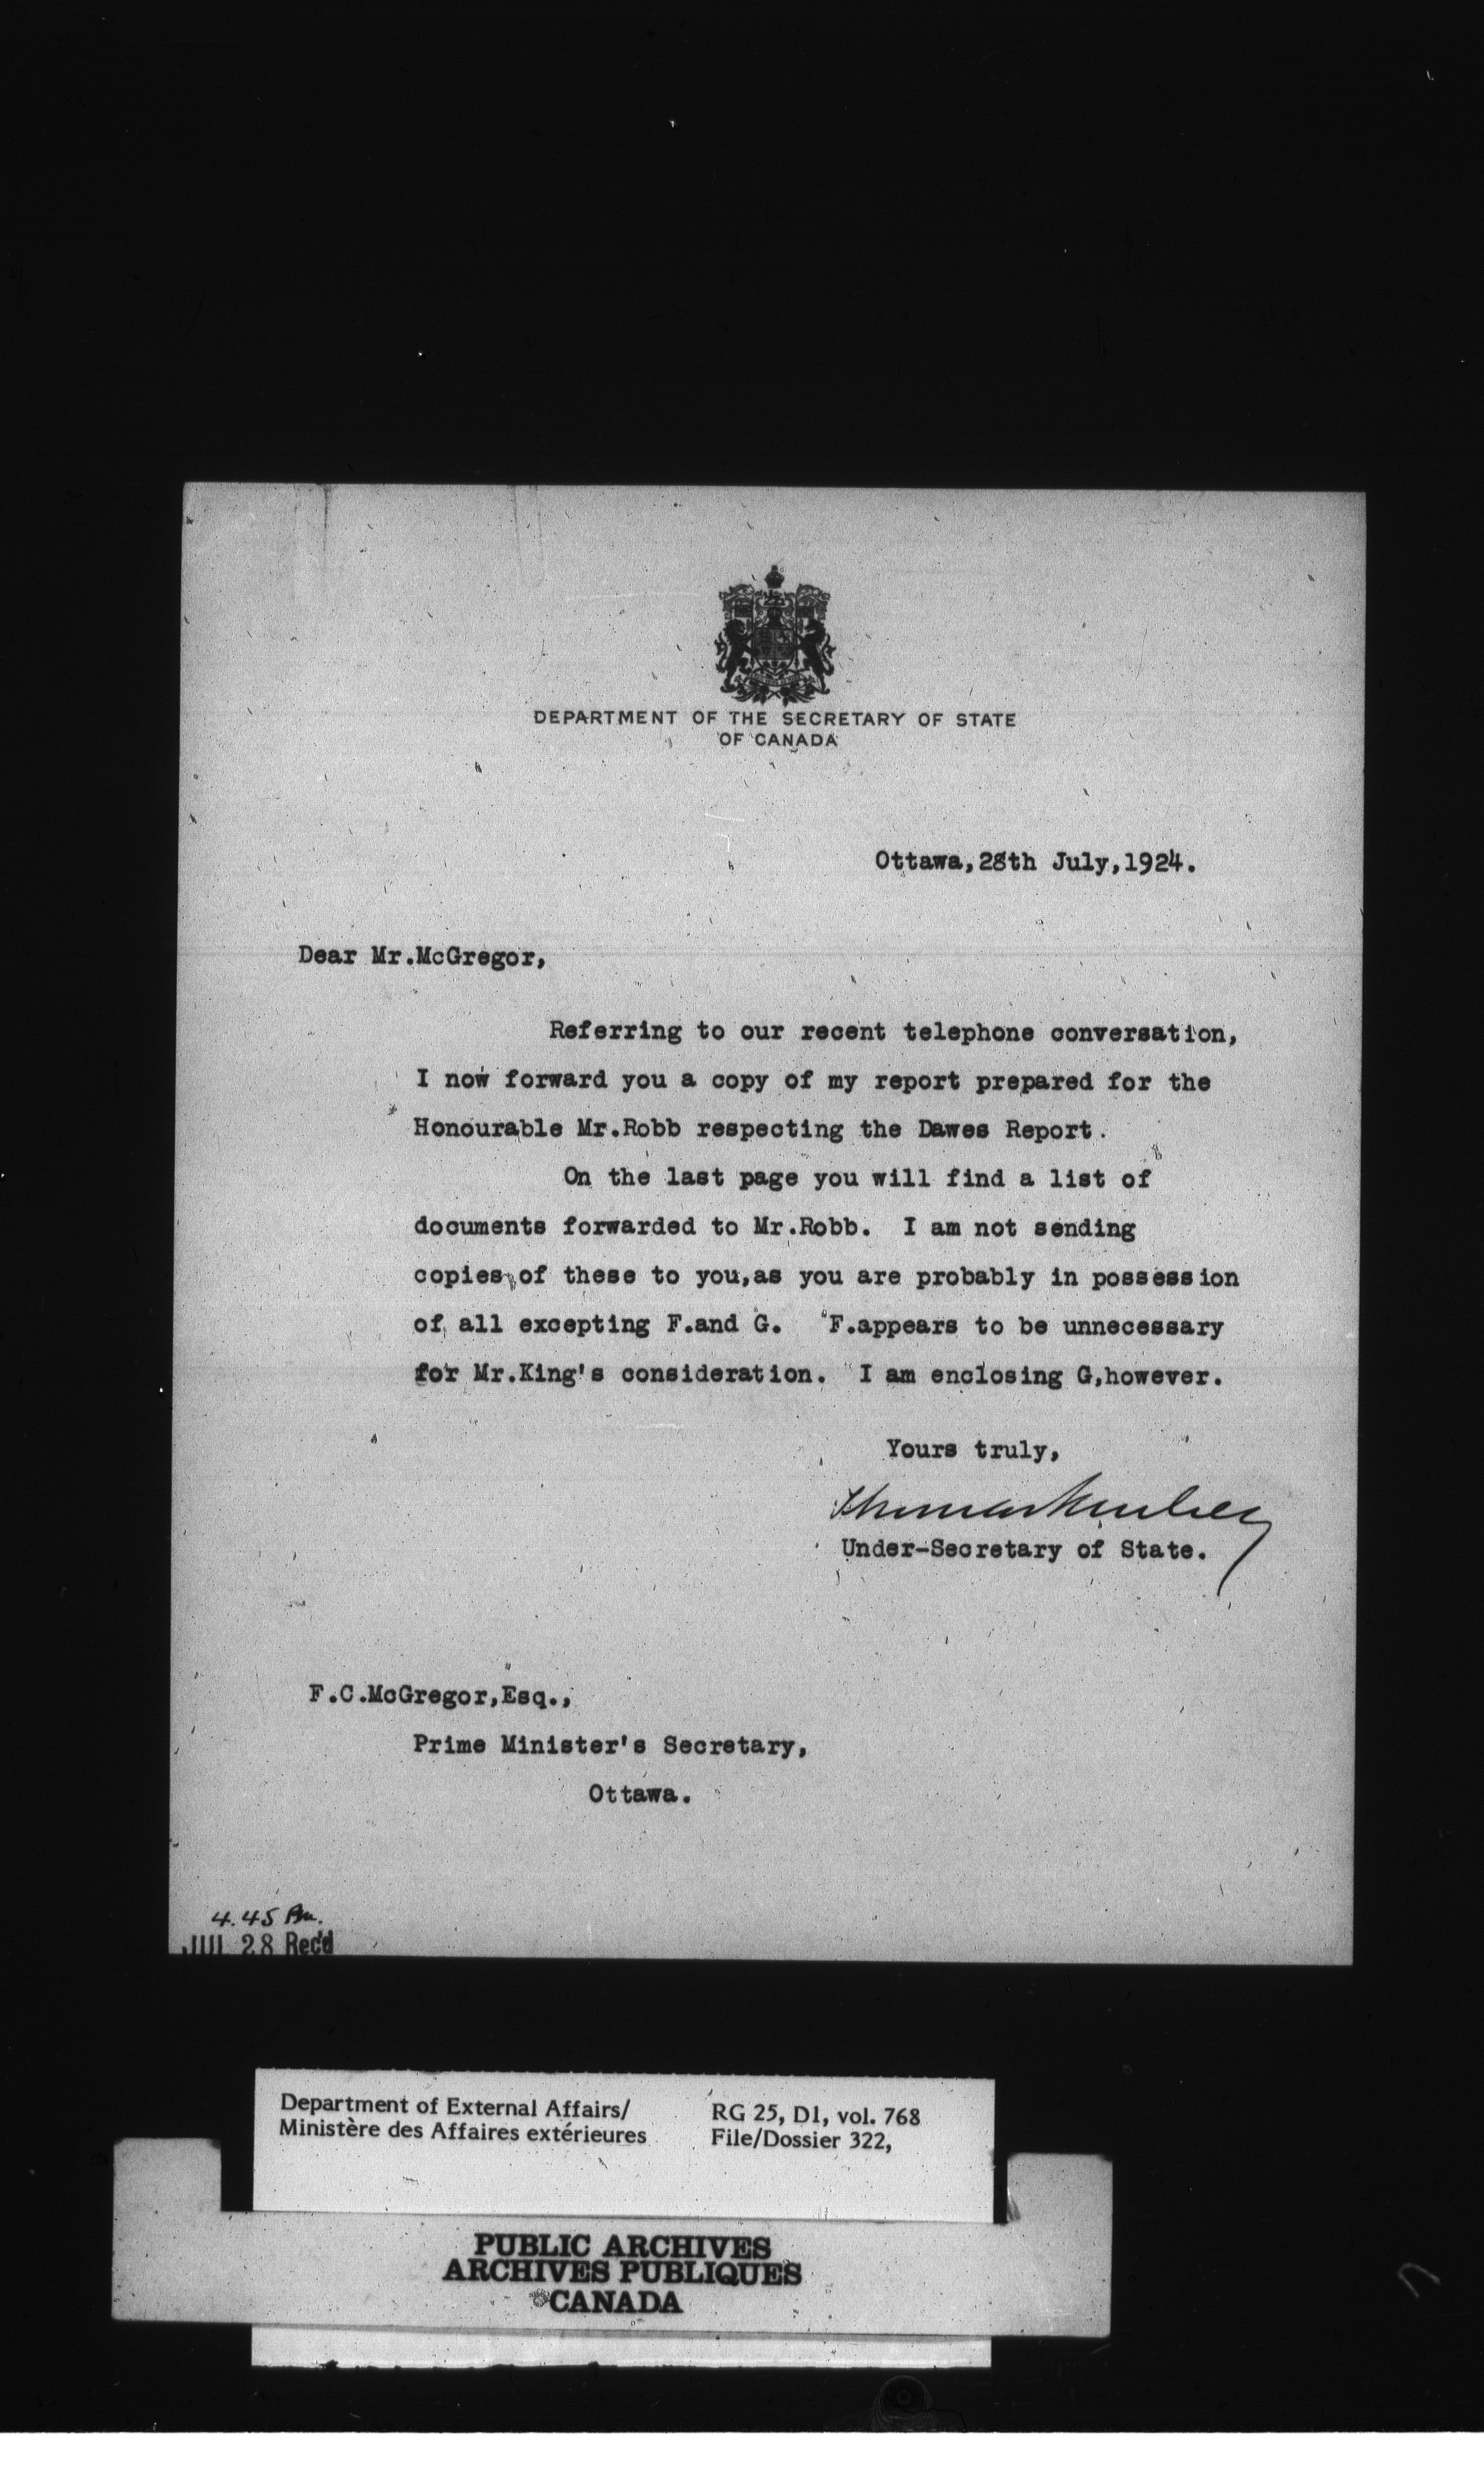 DEPARTMENT OF THE SECRETARY OF STATE
OF CANADA
Ottawa,28th July,1924.
Dear Mr.McGregor,
Referring to our recent telephone conversation,
I now forward you a copy of my report prepared for the
Honourable Mr.Robb respecting the Dawes Report.
On the last page you will find a list of
documents forwarded to Mr.Robb. I am not sending
copies of these to you,as you are probably in possession
of all excepting F.and G. F.appears to be unnecessary
for Mr.King's consideration. I am enclosing G,however.
Yours truly,
Thomas Mulvey
Under-Secretary of State.
F.C.McGregor,Esq.,
Prime Minister's Secretary,
Ottawa.
4.45 Pm.
JUL 28 Rec'd
Department of External Affairs/
Ministère des Affaires extérieures
RG 25, D1, vol. 768
File/Dossier 322,
PUBLIC ARCHIVES
ARCHIVES PUBLIQUES
CANADA